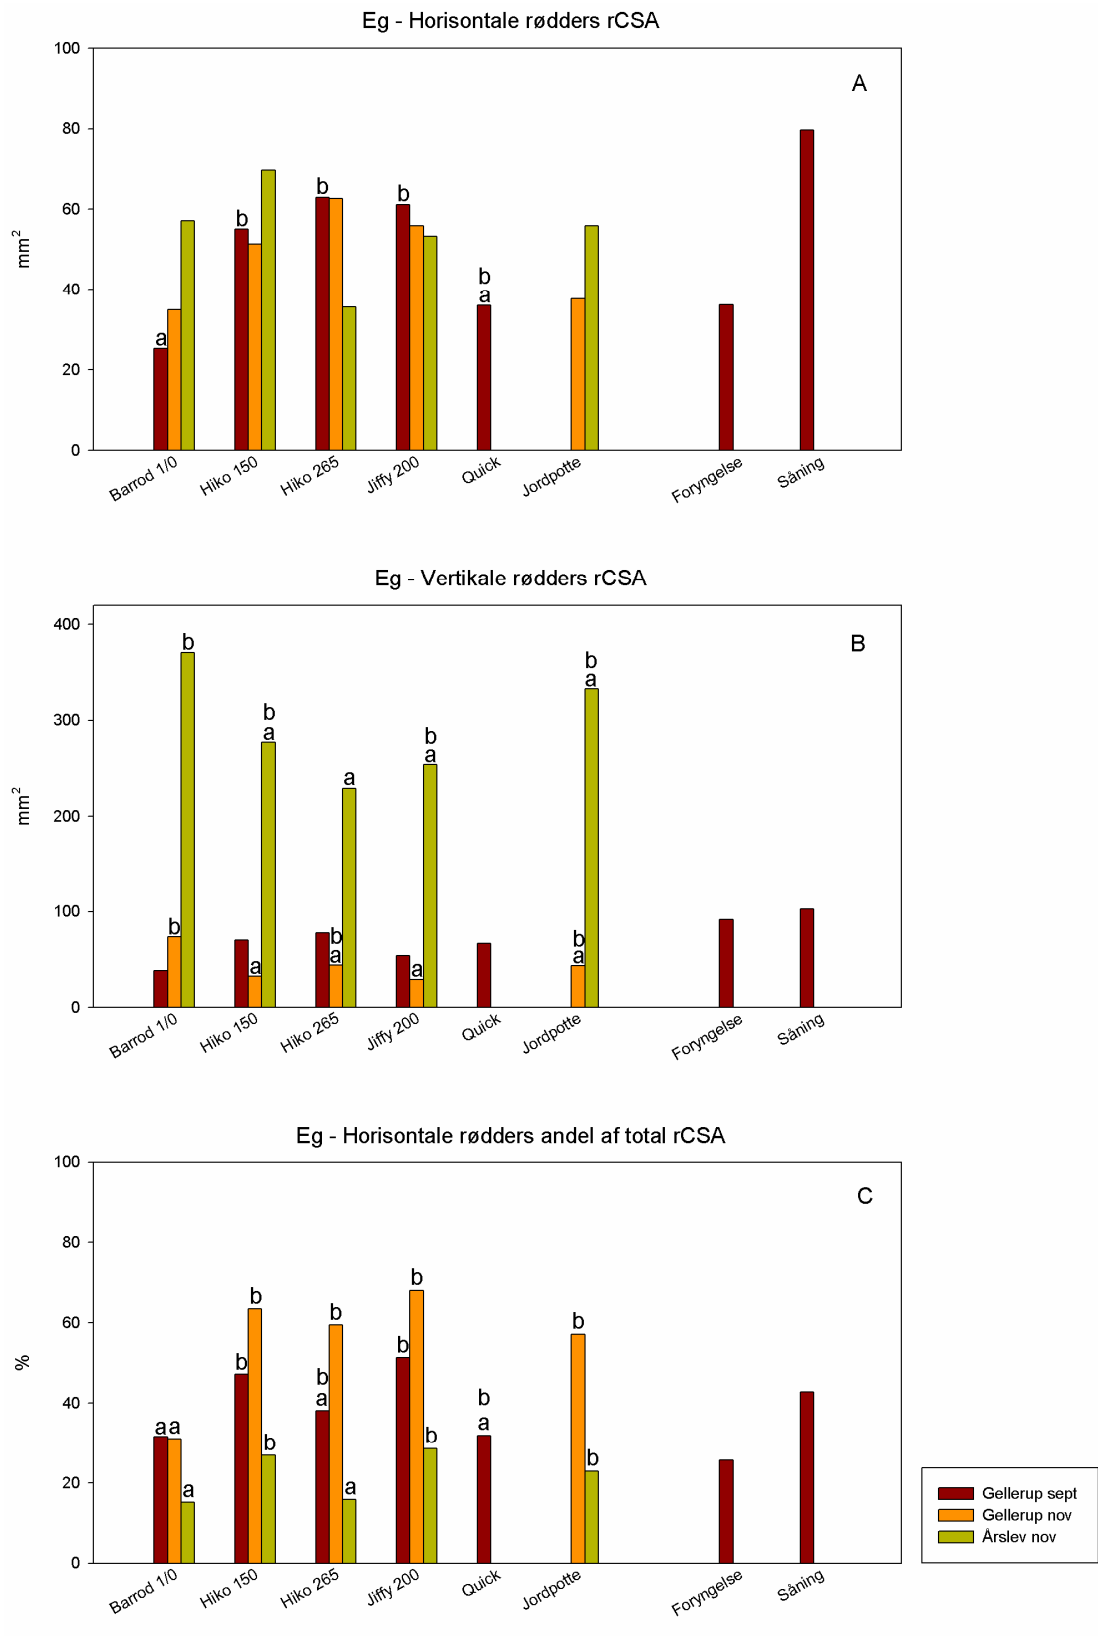 Eg - Horisontale rødders rCSA
A
mm²
100
80
60
40
20
0
a
b
b
b
b
a
Barrod 1/0
Hiko 150
Hiko 265
Jiffy 200
Quick
Jordpotte
Foryngelse
Såning
Eg - Vertikale rødders rCSA
B
mm²
400
300
200
100
0
b
b
b
a
a
a
b
a
b
a
a
b
a
b
a
Barrod 1/0
Hiko 150
Hiko 265
Jiffy 200
Quick
Jordpotte
Foryngelse
Såning
Eg - Horisontale rødders andel af total rCSA
C
%
100
80
60
40
20
0
a
a
a
b
b
b
b
a
b
a
b
b
b
b
a
b
b
Barrod 1/0
Hiko 150
Hiko 265
Jiffy 200
Quick
Jordpotte
Foryngelse
Såning
Gellerup sept
Gellerup nov
Årslev nov